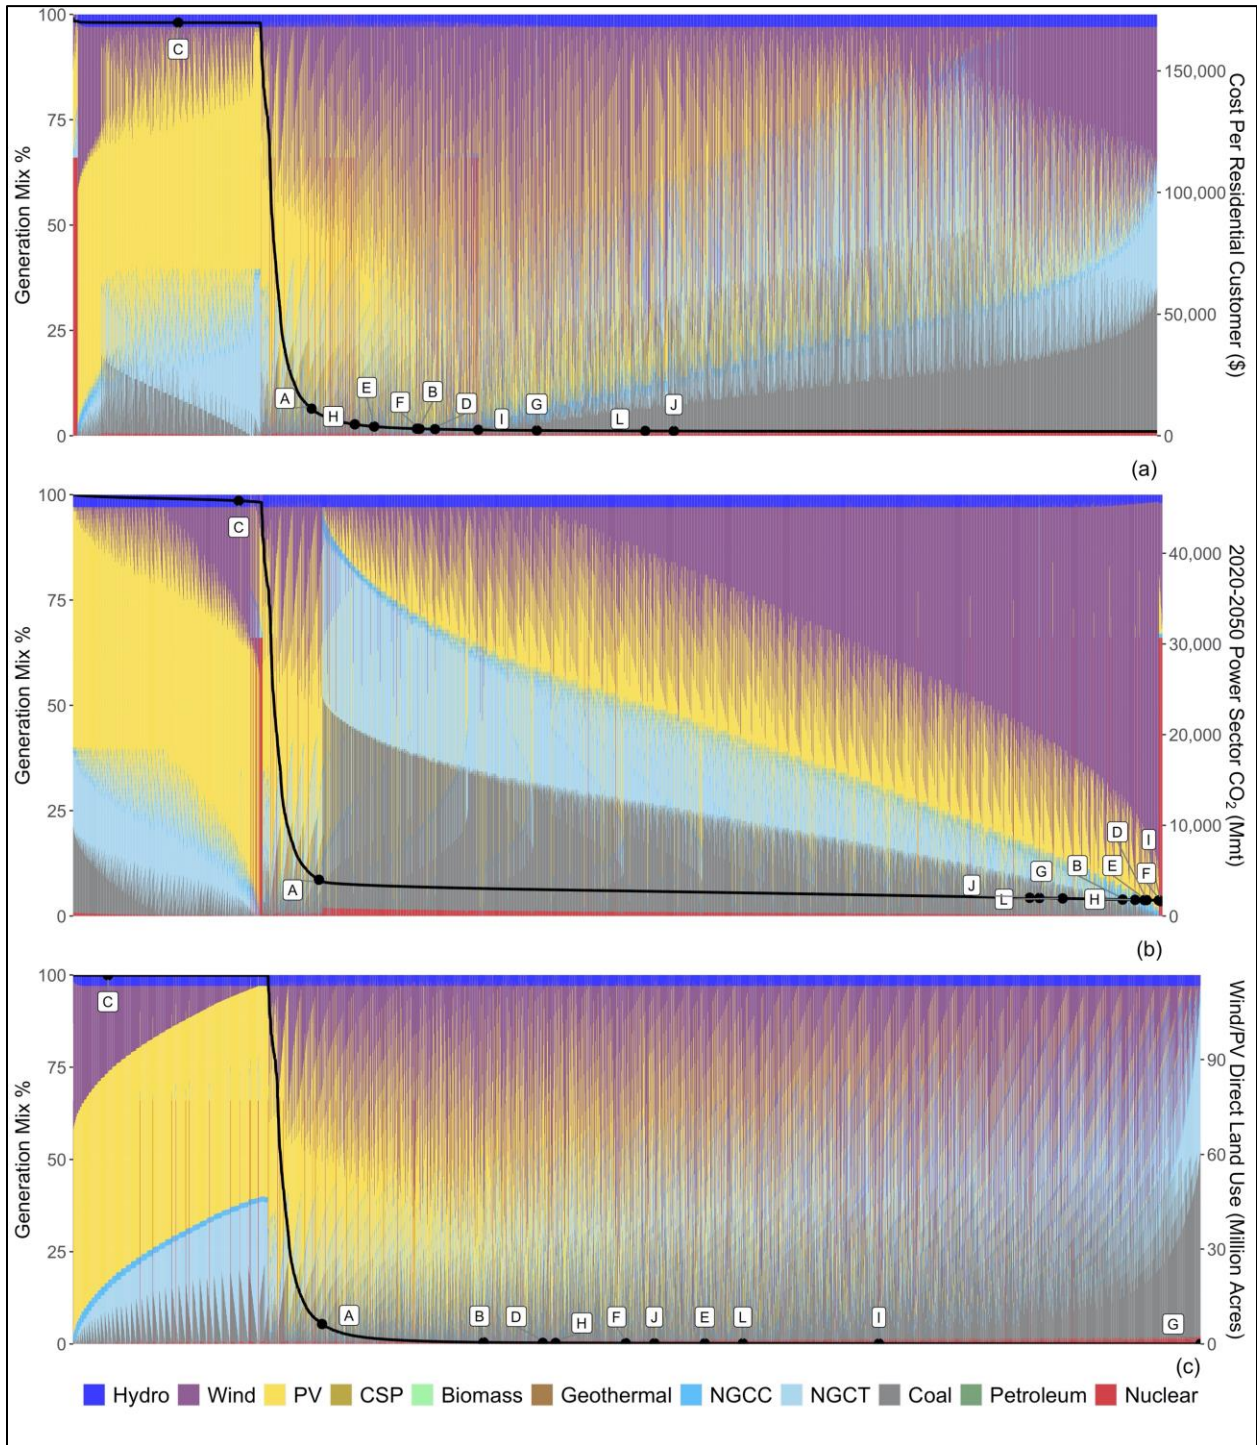 100
75
50
25
0
Generation Mix %
150,000
100,000
50,000
0
Cost Per Residential Customer ($)
C
A
H
E
F
B
D
I
G
L
J
(a)
100
75
50
25
0
Generation Mix %
40,000
30,000
20,000
10,000
0
2020-2050 Power Sector CO2 (Mmt)
C
A
J
L
G
B
H
D
E
I
F
(b)
100
75
50
25
0
Generation Mix %
90
60
30
0
Wind/PV Direct Land Use (Million Acres)
C
A
B
D
H
F
J
E
L
I
G
(c)
Hydro Wind PV CSP Biomass Geothermal NGCC NGCT Coal Petroleum Nuclear